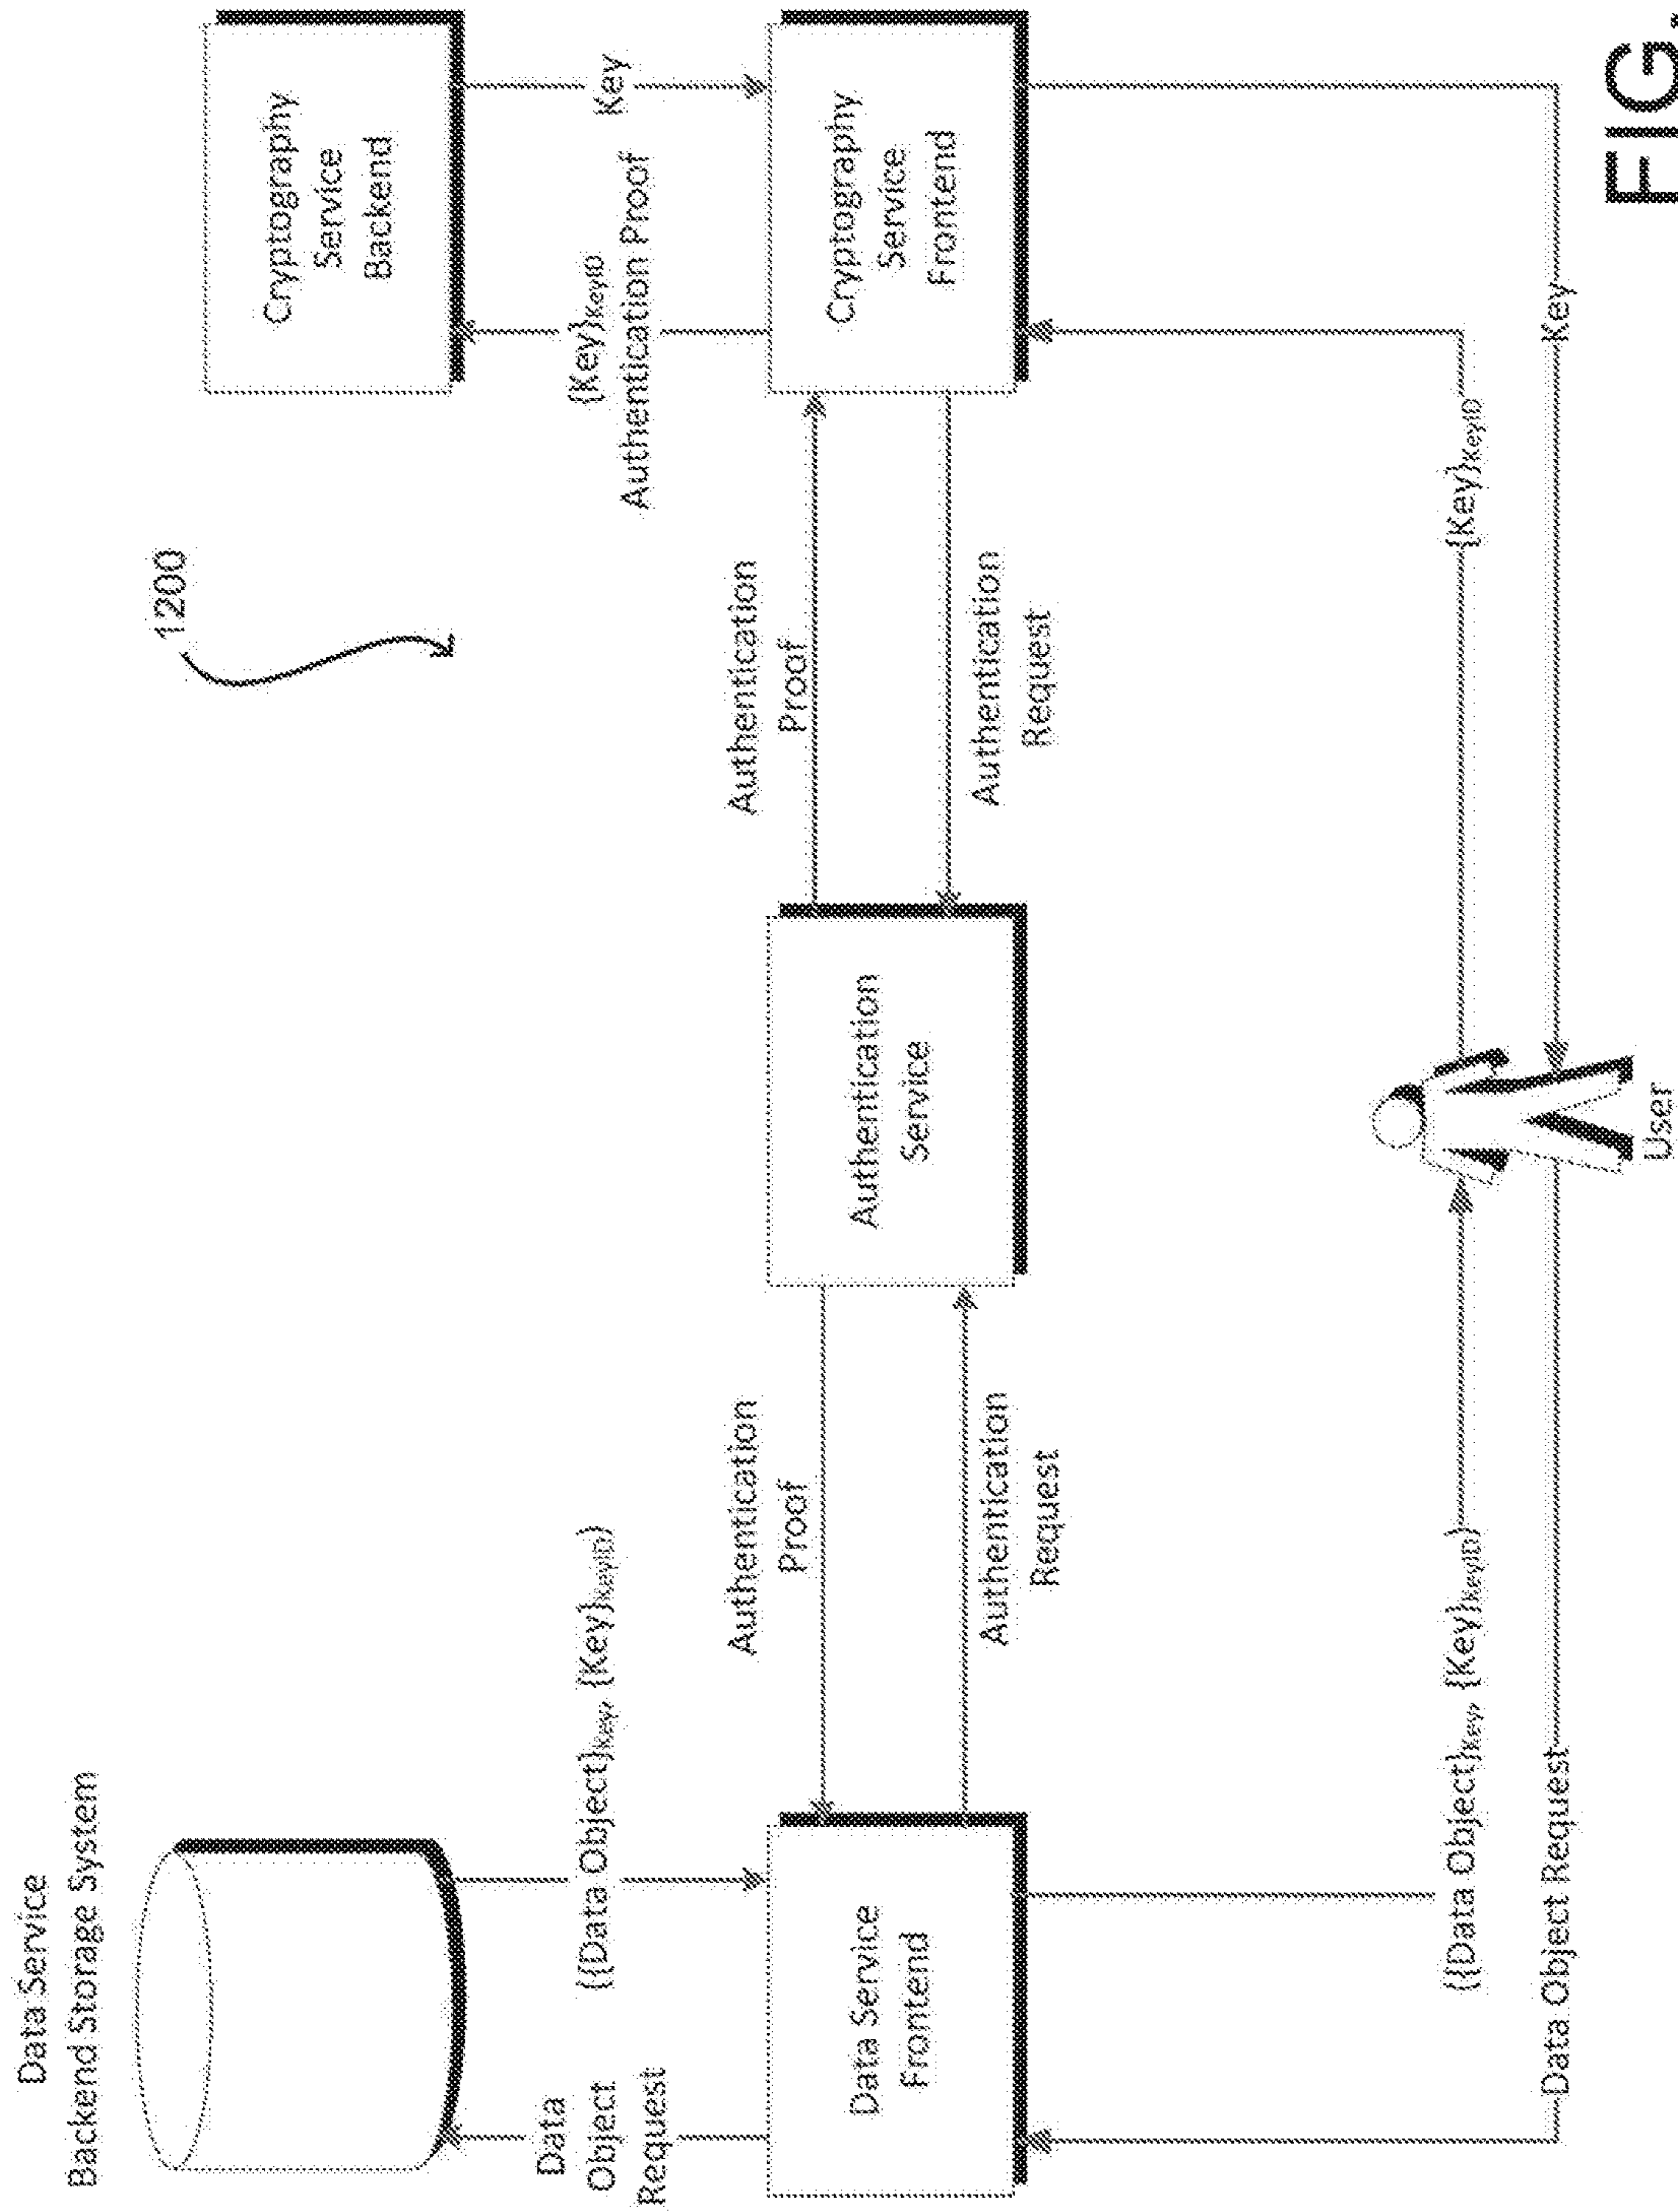 Data Service
Backend Storage System
1200
Cryptography
Service
Backend
Data
Object
Request
{{Data Object}Key, {Key}KeyID}
{Key}KeyID
Authentication Proof
Key
Data Service
Frontend
Authentication
Proof
Authentication
Request
Authentication
Service
Authentication
Proof
Authentication
Request
Cryptography
Service
Frontend
{{Data Object}Key, {Key}KeyID}
{Key}KeyID
Data Object Request
Key
User
FIG.